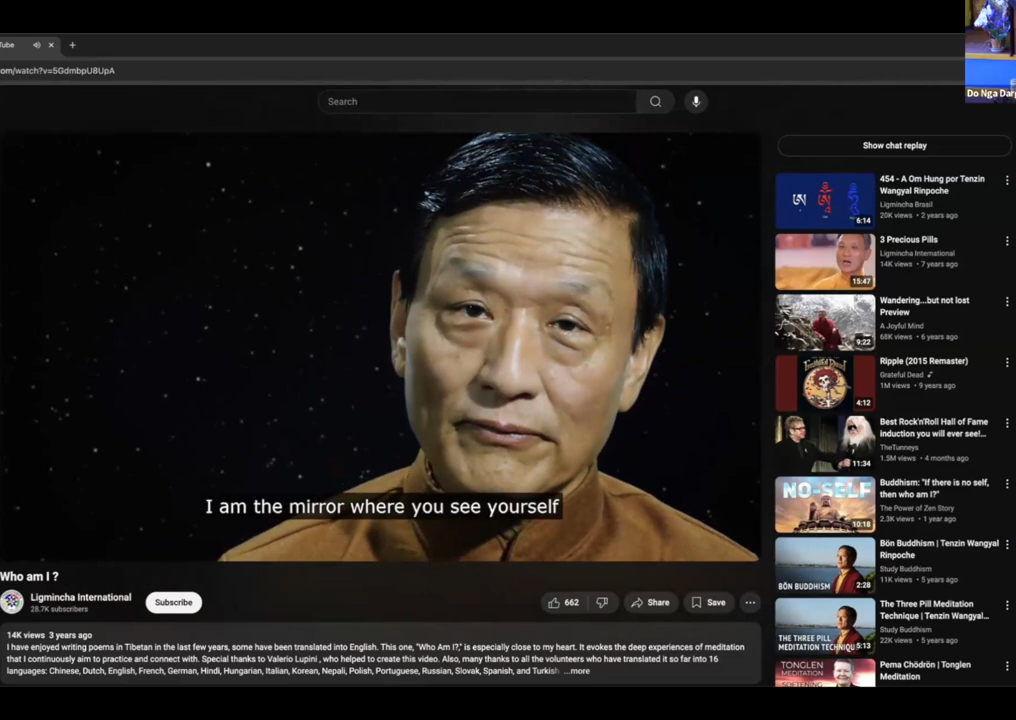 Tube
com/watch?v=5GdmbpU8UpA
Do Nga Darg
Search
Show chat replay
I am the mirror where you see yourself
Who am I ?
Ligmincha International
28.7K subscribers
Subscribe
662
Share
Save
14K views 3 years ago
I have enjoyed writing poems in Tibetan in the last few years, some have been translated into English. This one, "Who Am I?," is especially close to my heart. It evokes the deep experiences of meditation
that I continuously aim to practice and connect with. Special thanks to Valerio Lupini , who helped to create this video. Also, many thanks to all the volunteers who have translated it so far into 16
languages: Chinese, Dutch, English, French, German, Hindi, Hungarian, Italian, Korean, Nepali, Polish, Portuguese, Russian, Slovak, Spanish, and Turkish ...more
6:14
454 - A Om Hung por Tenzin
Wangyal Rinpoche
Ligmincha Brasil
20K views • 2 years ago
15:47
3 Precious Pills
Ligmincha International
14K views • 7 years ago
9:22
Wandering...but not lost
Preview
A Joyful Mind
68K views • 6 years ago
4:12
Ripple (2015 Remaster)
Grateful Dead
1M views • 9 years ago
11:34
Best Rock'n'Roll Hall of Fame
Induction you will ever see!...
TheTunneys
1.5M views • 4 months ago
NO-SELF
10:18
Buddhism: "If there is no self,
then who am I?"
The Power of Zen Story
2.3K views • 1 year ago
BÖN BUDDHISM
2:28
Bön Buddhism | Tenzin Wangyal
Rinpoche
Study Buddhism
11K views • 5 years ago
THE THREE PILL
MEDITATION TECHNIQU
5:13
The Three Pill Meditation
Technique | Tenzin Wangyal...
Study Buddhism
22K views • 5 years ago
TONGLEN
Pema Chödrön | Tonglen
Meditation